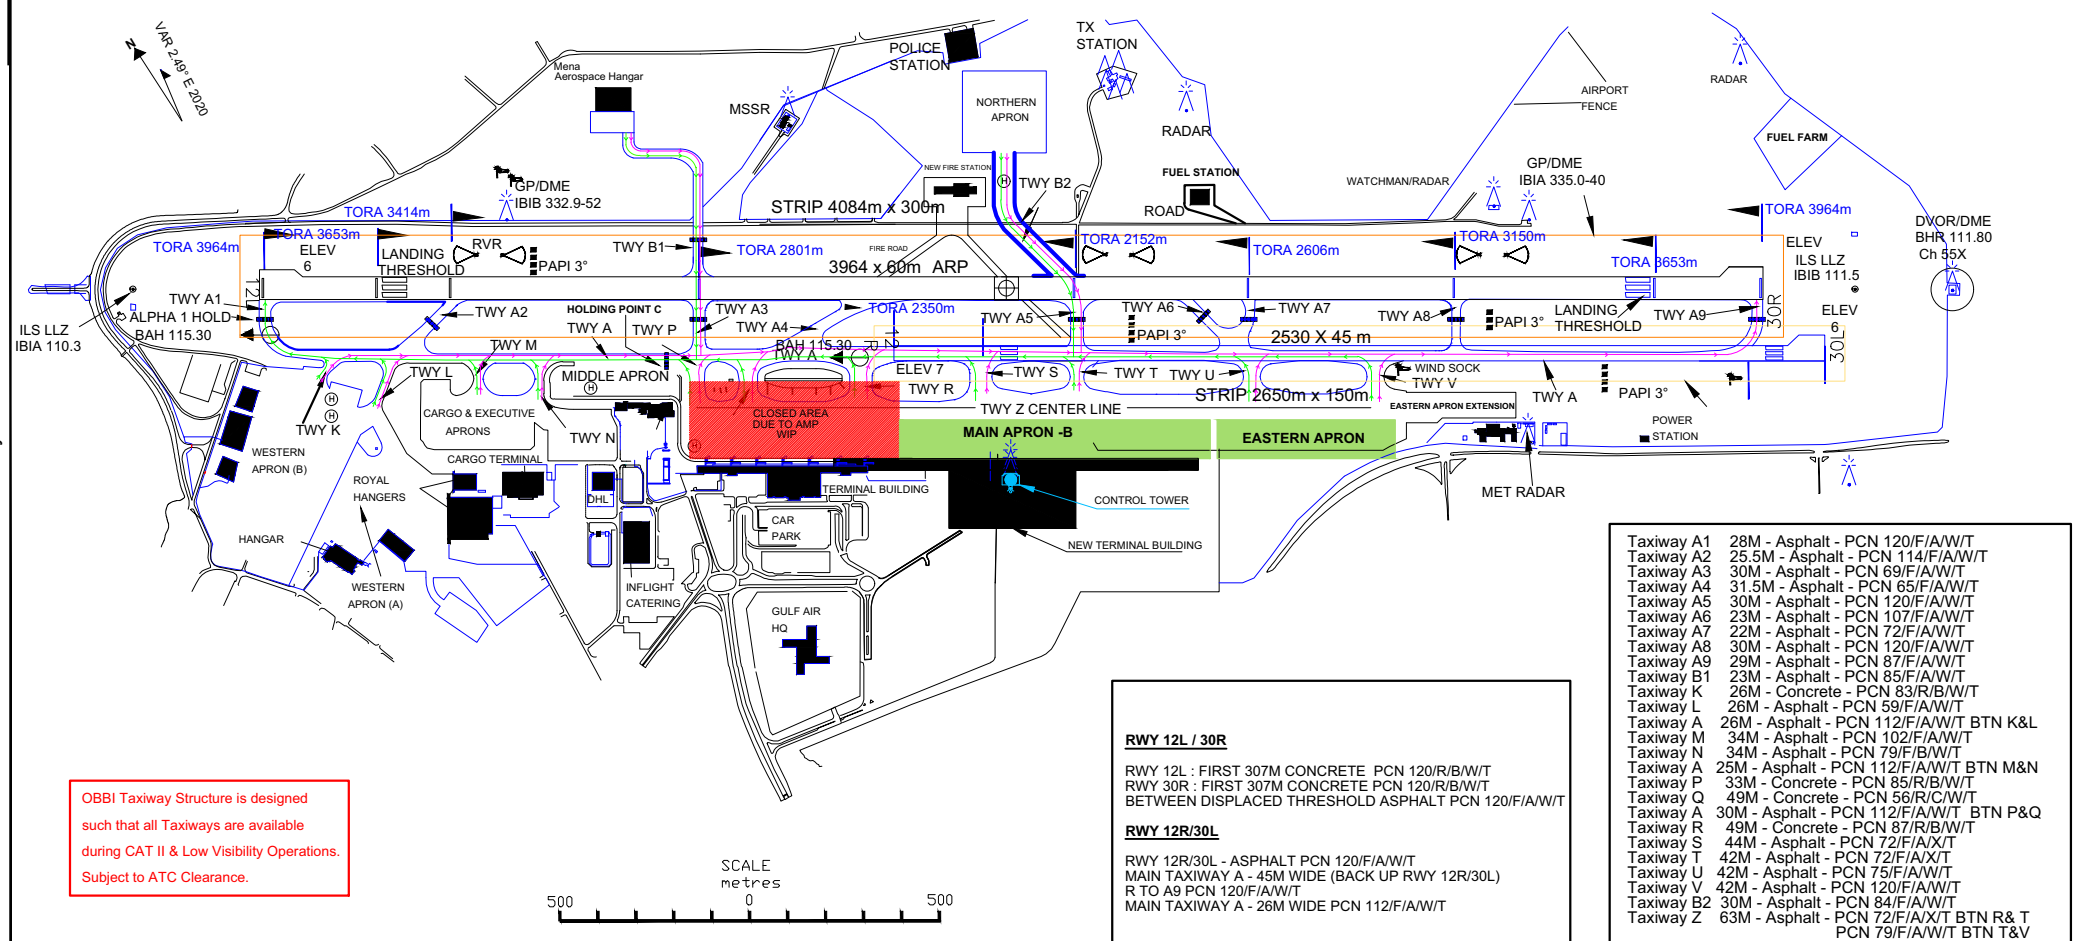 VAR 2.49° E 2020
N
Mena
Aerospace Hangar
POLICE
STATION
TX
STATION
RADAR
MSSR
NORTHERN
APRON
RADAR
AIRPORT
FENCE
FUEL FARM
NEW FIRE STATION
TWY B2
FUEL STATION
ROAD
WATCHMAN/RADAR
GP/DME
IBIA 335.0-40
GP/DME
IBIB 332.9-52
STRIP 4084m x 300m
TORA 3414m
TORA 3964m
TORA 3653m
ELEV
6
LANDING
THRESHOLD
RVR
PAPI 3°
TWY B1
TORA 2801m
FIRE ROAD
3964 x 60m ARP
TORA 2152m
TORA 2606m
TORA 3150m
TORA 3653m
TORA 3964m
ELEV
ILS LLZ
IBIB 111.5
DVOR/DME
BHR 111.80
Ch 55X
12L
TWY A1
ALPHA 1 HOLD
BAH 115.30
ILS LLZ
IBIA 110.3
TWY A2
HOLDING POINT C
TWY A
TWY P
TWY A3
TWY A4
TORA 2350m
BAH 115.30
TWY A
12R
TWY A5
TWY A6
PAPI 3°
TWY A7
TWY A8
PAPI 3°
LANDING
THRESHOLD
TWY A9
30R
ELEV
6
30L
2530 X 45 m
TWY M
TWY L
MIDDLE APRON
ELEV 7
TWY R
TWY S
TWY T
TWY U
WIND SOCK
TWY V
STRIP 2650m x 150m
TWY A
PAPI 3°
H
H
H
H
H
TWY K
CARGO & EXECUTIVE
APRONS
TWY N
CLOSED AREA
DUE TO AMP
WIP
TWY Z CENTER LINE
MAIN APRON -B
EASTERN APRON
EASTERN APRON EXTENSION
POWER
STATION
WESTERN
APRON (B)
CARGO TERMINAL
ROYAL
HANGERS
DHL
TERMINAL BUILDING
CONTROL TOWER
MET RADAR
CAR
PARK
HANGAR
NEW TERMINAL BUILDING
WESTERN
APRON (A)
INFLIGHT
CATERING
GULF AIR
HQ
OBBI Taxiway Structure is designed
such that all Taxiways are available
during CAT II & Low Visibility Operations.
Subject to ATC Clearance.
SCALE
metres
500 0 500
RWY 12L / 30R
RWY 12L : FIRST 307M CONCRETE PCN 120/R/B/W/T
RWY 30R : FIRST 307M CONCRETE PCN 120/R/B/W/T
BETWEEN DISPLACED THRESHOLD ASPHALT PCN 120/F/A/W/T
RWY 12R/30L
RWY 12R/30L - ASPHALT PCN 120/F/A/W/T
MAIN TAXIWAY A - 45M WIDE (BACK UP RWY 12R/30L)
R TO A9 PCN 120/F/A/W/T
MAIN TAXIWAY A - 26M WIDE PCN 112/F/A/W/T
Taxiway A1 28M - Asphalt - PCN 120/F/A/W/T
Taxiway A2 25.5M - Asphalt - PCN 114/F/A/W/T
Taxiway A3 30M - Asphalt - PCN 69/F/A/W/T
Taxiway A4 31.5M - Asphalt - PCN 65/F/A/W/T
Taxiway A5 30M - Asphalt - PCN 120/F/A/W/T
Taxiway A6 23M - Asphalt - PCN 107/F/A/W/T
Taxiway A7 22M - Asphalt - PCN 72/F/A/W/T
Taxiway A8 30M - Asphalt - PCN 120/F/A/W/T
Taxiway A9 29M - Asphalt - PCN 87/F/A/W/T
Taxiway B1 23M - Asphalt - PCN 85/F/A/W/T
Taxiway K 26M - Concrete - PCN 83/R/B/W/T
Taxiway L 26M - Asphalt - PCN 59/F/A/W/T
Taxiway A 26M - Asphalt - PCN 112/F/A/W/T BTN K&L
Taxiway M 34M - Asphalt - PCN 102/F/A/W/T
Taxiway N 34M - Asphalt - PCN 79/F/B/W/T
Taxiway A 25M - Asphalt - PCN 112/F/A/W/T BTN M&N
Taxiway P 33M - Concrete - PCN 85/R/B/W/T
Taxiway Q 49M - Concrete - PCN 56/R/C/W/T
Taxiway A 30M - Asphalt - PCN 112/F/A/W/T BTN P&Q
Taxiway R 49M - Concrete - PCN 87/R/B/W/T
Taxiway S 44M - Asphalt - PCN 72/F/A/X/T
Taxiway T 42M - Asphalt - PCN 72/F/A/X/T
Taxiway U 42M - Asphalt - PCN 75/F/A/W/T
Taxiway V 42M - Asphalt - PCN 120/F/A/W/T
Taxiway B2 30M - Asphalt - PCN 84/F/A/W/T
Taxiway Z 63M - Asphalt - PCN 72/F/A/X/T BTN R& T
PCN 79/F/A/W/T BTN T&V